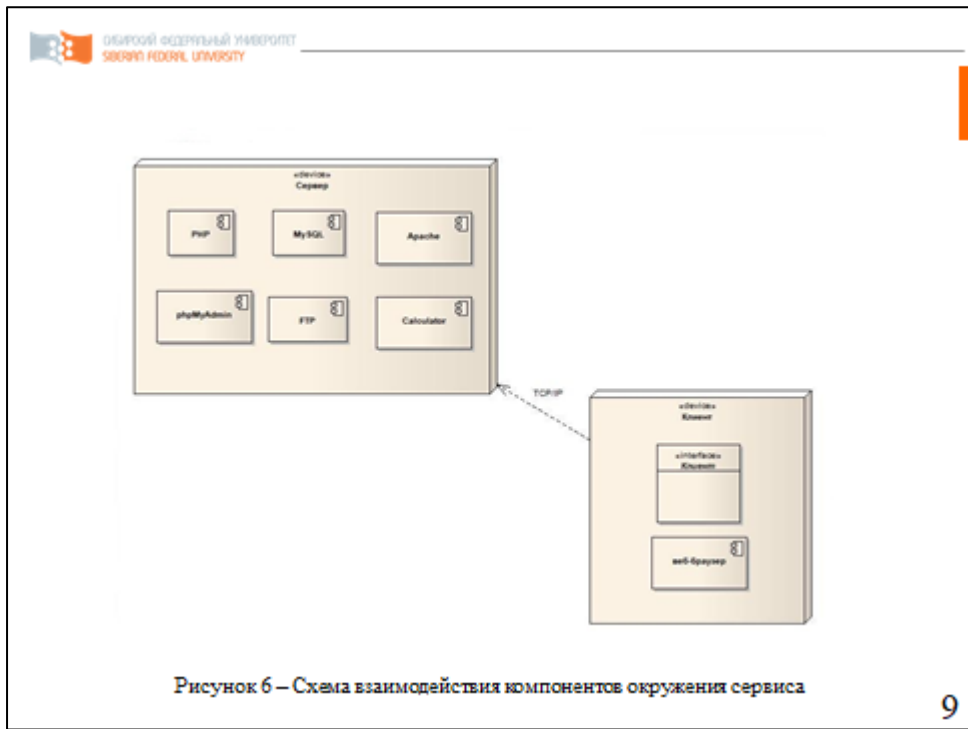 СИБИРСКИЙ ФЕДЕРАЛЬНЫЙ УНИВЕРСИТЕТ
SIBERIAN FEDERAL UNIVERSITY
«device»
Сервер
PHP
MySQL
Apache
phpMyAdmin
FTP
Calculator
TCP/IP
«device»
Клиент
«interface»
Клиент
веб-браузер
Рисунок 6 – Схема взаимодействия компонентов окружения сервиса
9